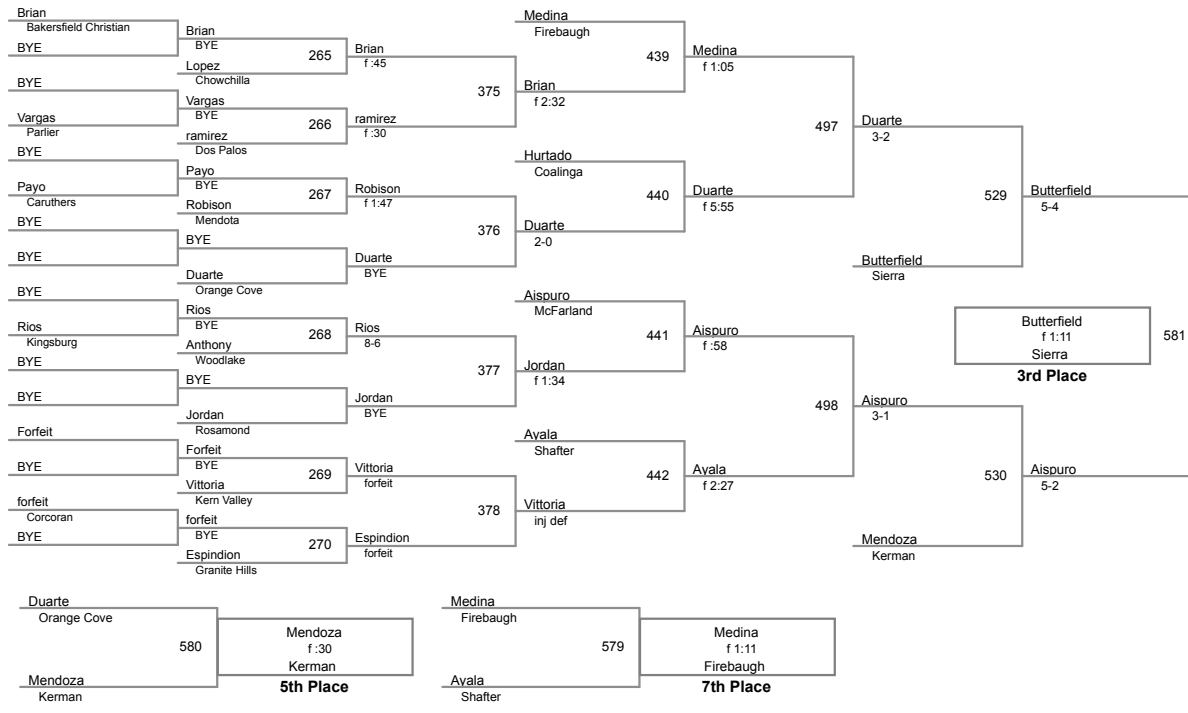 Brian
Bakersfield Christian
BYE
BYE
Vargas
Parlier
BYE
Payo
Caruthers
BYE
BYE
BYE
Rios
Kingsburg
BYE
BYE
Forfeit
BYE
forfeit
Corcoran
BYE
Brian
BYE
265
Lopez
Chowchilla
Vargas
BYE
266
ramirez
Dos Palos
Payo
BYE
267
Robison
Mendota
BYE
Duarte
Orange Cove
Rios
BYE
268
Anthony
Woodlake
BYE
Jordan
Rosamond
Forfeit
BYE
269
Vittoria
Kern Valley
forfeit
BYE
270
Espindion
Granite Hills
Brian
f :45
375
ramirez
f :30
Robison
f 1:47
376
Duarte
BYE
Rios
8-6
377
Jordan
BYE
Vittoria
forfeit
378
Espindion
forfeit
Medina
Firebaugh
439
Brian
f 2:32
Hurtado
Coalinga
440
Duarte
2-0
Aispuro
McFarland
441
Jordan
f 1:34
Ayala
Shafter
442
Vittoria
inj def
Medina
f 1:05
497
Duarte
f 5:55
Aispuro
f :58
498
Ayala
f 2:27
Duarte
3-2
529
Butterfield
Sierra
Aispuro
3-1
530
Mendoza
Kerman
Butterfield
5-4
Butterfield
f 1:11
Sierra
581
3rd Place
Aispuro
5-2
Duarte
Orange Cove
580
Mendoza
Kerman
Mendoza
f :30
Kerman
5th Place
Medina
Firebaugh
579
Ayala
Shafter
Medina
f 1:11
Firebaugh
7th Place